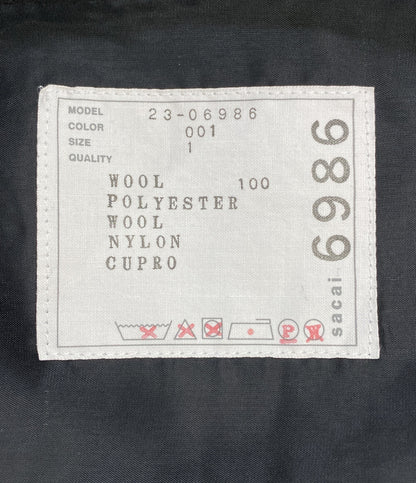 MODEL 23-06986
COLOR 001
SIZE 1
QUALITY
WOOL 100
POLYESTER
WOOL
NYLON
CUPRO
P W
sacai 6986